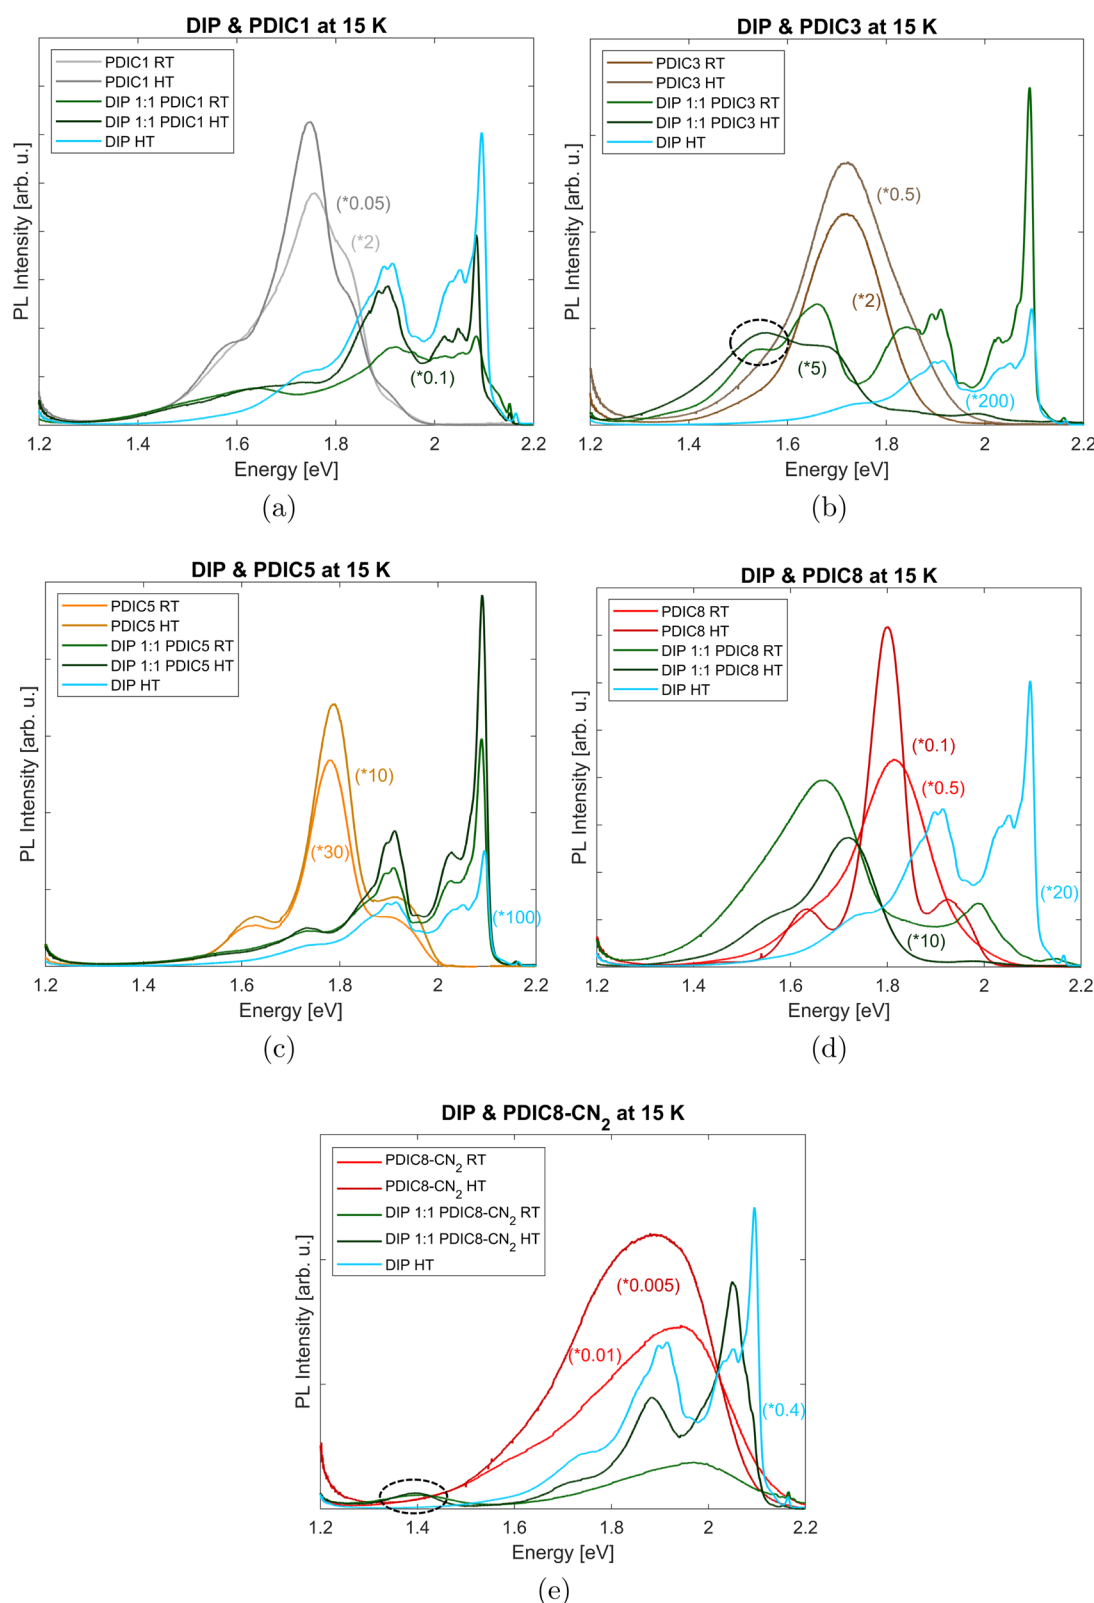 DIP & PDIC1 at 15 K
PL Intensity [arb. u.]
PDIC1 RT
PDIC1 HT
DIP 1:1 PDIC1 RT
DIP 1:1 PDIC1 HT
DIP HT
(*0.05)
(*2)
(*0.1)
1.2 1.4 1.6 1.8 2 2.2
Energy [eV]
(a)
DIP & PDIC3 at 15 K
PL Intensity [arb. u.]
PDIC3 RT
PDIC3 HT
DIP 1:1 PDIC3 RT
DIP 1:1 PDIC3 HT
DIP HT
(*0.5)
(*2)
(*5)
(*200)
1.2 1.4 1.6 1.8 2 2.2
Energy [eV]
(b)
DIP & PDIC5 at 15 K
PL Intensity [arb. u.]
PDIC5 RT
PDIC5 HT
DIP 1:1 PDIC5 RT
DIP 1:1 PDIC5 HT
DIP HT
(*10)
(*30)
(*100)
1.2 1.4 1.6 1.8 2 2.2
Energy [eV]
(c)
DIP & PDIC8 at 15 K
PL Intensity [arb. u.]
PDIC8 RT
PDIC8 HT
DIP 1:1 PDIC8 RT
DIP 1:1 PDIC8 HT
DIP HT
(*0.1)
(*0.5)
(*20)
(*10)
1.2 1.4 1.6 1.8 2 2.2
Energy [eV]
(d)
DIP & PDIC8-CN2 at 15 K
PL Intensity [arb. u.]
PDIC8-CN2 RT
PDIC8-CN2 HT
DIP 1:1 PDIC8-CN2 RT
DIP 1:1 PDIC8-CN2 HT
DIP HT
(*0.005)
(*0.01)
(*0.4)
1.2 1.4 1.6 1.8 2 2.2
Energy [eV]
(e)